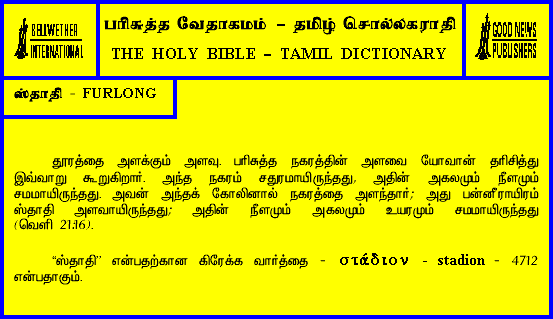 BELLWETHER
INTERNATIONAL
பரிசுத்த வேதாகமம் - தமிழ் சொல்லகராதி
THE HOLY BIBLE - TAMIL DICTIONARY
GOOD NEWS
PUBLISHERS
ஸ்தாதி - FURLONG
தூரத்தை அளக்கும் அளவு. பரிசுத்த நகரத்தின் அளவை யோவான் தரிசித்து
இவ்வாறு கூறுகிறார். அந்த நகரம் சதுரமாயிருந்தது, அதின் அகலமும் நீளமும்
சமமாயிருந்தது. அவன் அந்தக் கோலினால் நகரத்தை அளந்தார்; அது பன்னீராயிரம்
ஸ்தாதி அளவாயிருந்தது; அதின் நீளமும் அகலமும் உயரமும் சமமாயிருந்தது
(வெளி 21:16).
“ஸ்தாதி” என்பதற்கான கிரேக்க வார்த்தை - στάδιον - stadion - 4712
என்பதாகும்.